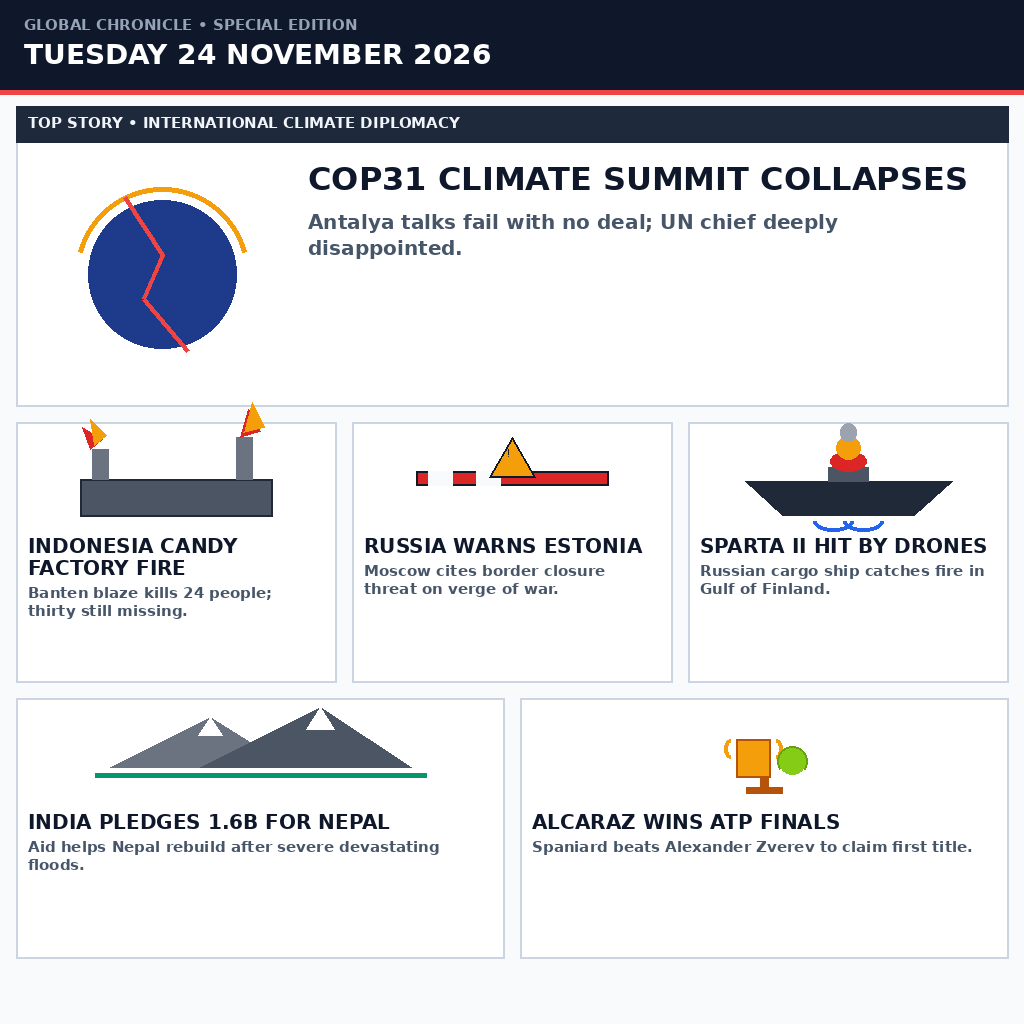 GLOBAL CHRONICLE • SPECIAL EDITION
TUESDAY 24 NOVEMBER 2026
TOP STORY • INTERNATIONAL CLIMATE DIPLOMACY
COP31 CLIMATE SUMMIT COLLAPSES
Antalya talks fail with no deal; UN chief deeply
disappointed.
INDONESIA CANDY
FACTORY FIRE
Banten blaze kills 24 people;
thirty still missing.
!
RUSSIA WARNS ESTONIA
Moscow cites border closure
threat on verge of war.
SPARTA II HIT BY DRONES
Russian cargo ship catches fire in
Gulf of Finland.
INDIA PLEDGES 1.6B FOR NEPAL
Aid helps Nepal rebuild after severe devastating
floods.
ALCARAZ WINS ATP FINALS
Spaniard beats Alexander Zverev to claim first title.